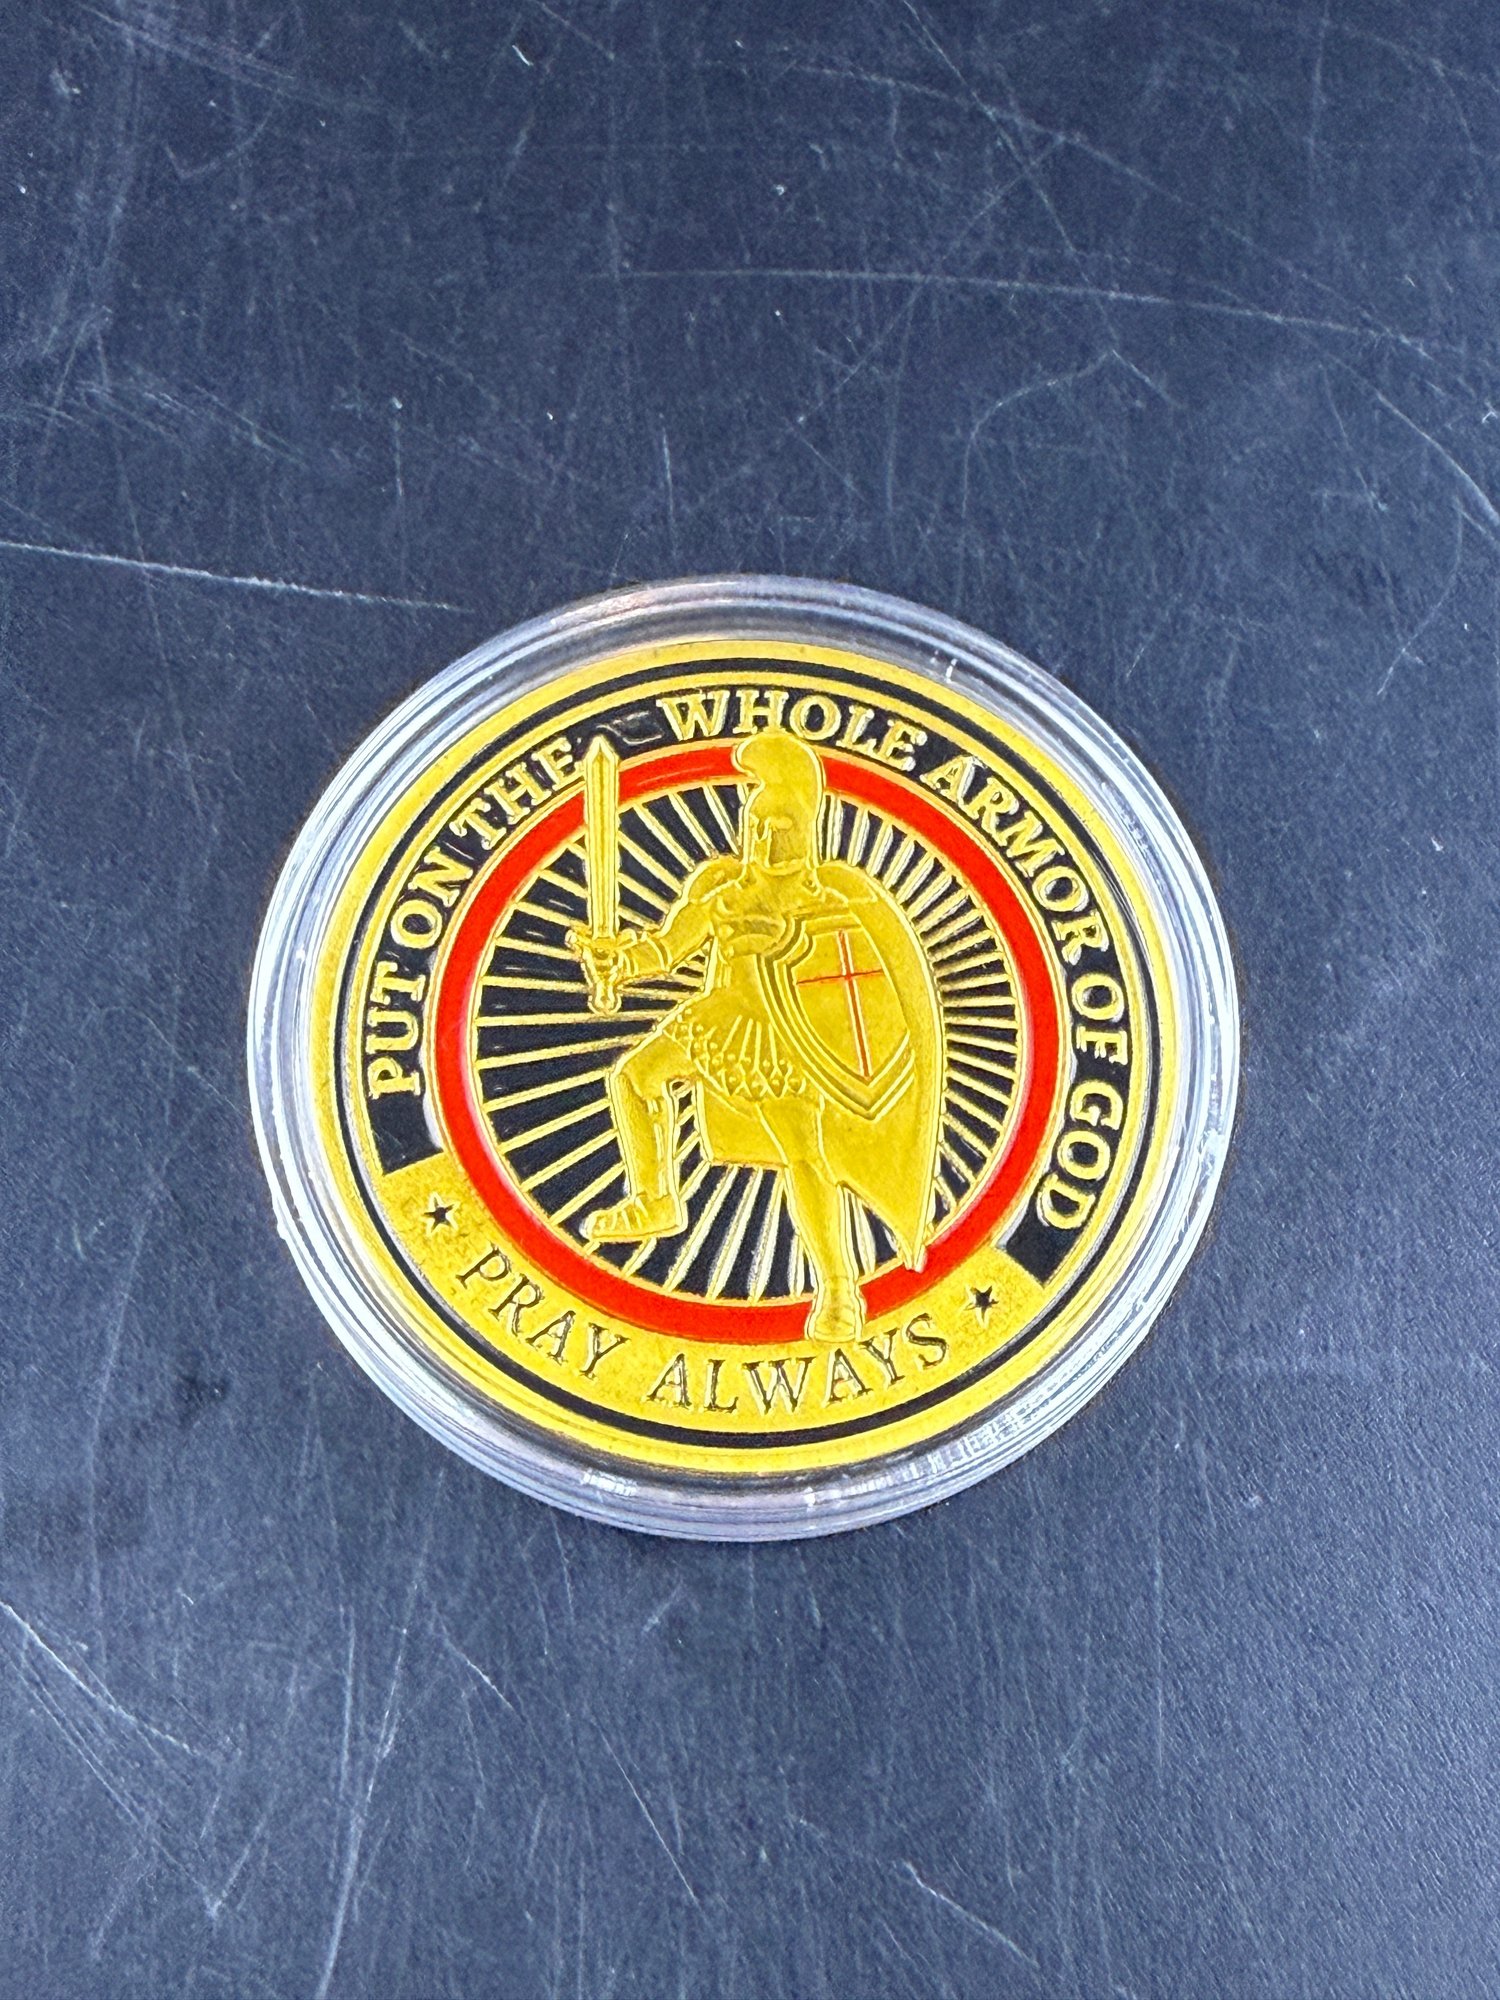 PUT ON THE WHOLE ARMOR OF GOD
PRAY ALWAYS